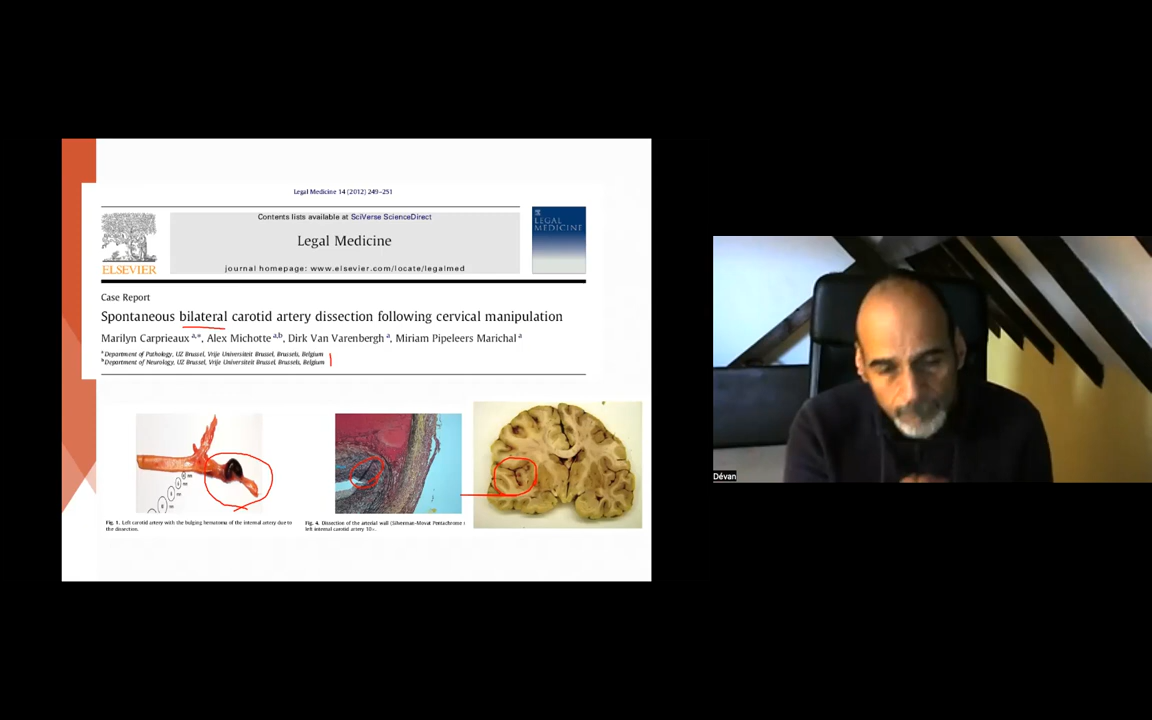 Legal Medicine 14 (2012) 249–251
Contents lists available at SciVerse ScienceDirect
Legal Medicine
journal homepage: www.elsevier.com/locate/legalmed
ELSEVIER
LEGAL
MEDICINE
Case Report
Spontaneous bilateral carotid artery dissection following cervical manipulation
Marilyn Carprieaux a,*, Alex Michotte a,b, Dirk Van Varenbergh a, Miriam Pipeleers Marichal a
a Department of Pathology, UZ Brussel, Vrije Universiteit Brussel, Brussels, Belgium
b Department of Neurology, UZ Brussel, Vrije Universiteit Brussel, Brussels, Belgium
Fig. 1. Left carotid artery with the bulging hematoma of the internal artery due to
the dissection.
Fig. 4. Dissection of the arterial wall (Silverman–Movat Pentachrome
left internal carotid artery 10×.
Dévan